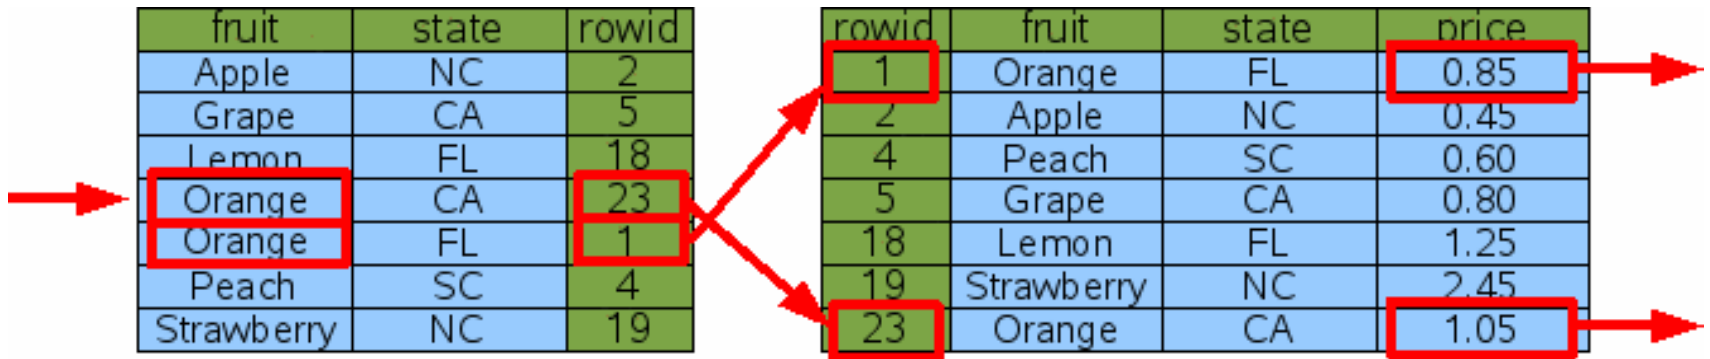 fruit state rowid
Apple NC 2
Grape CA 5
Lemon FL 18
Orange CA 23
Orange FL 1
Peach SC 4
Strawberry NC 19
rowid fruit state price
1 Orange FL 0.85
2 Apple NC 0.45
4 Peach SC 0.60
5 Grape CA 0.80
18 Lemon FL 1.25
19 Strawberry NC 2.45
23 Orange CA 1.05